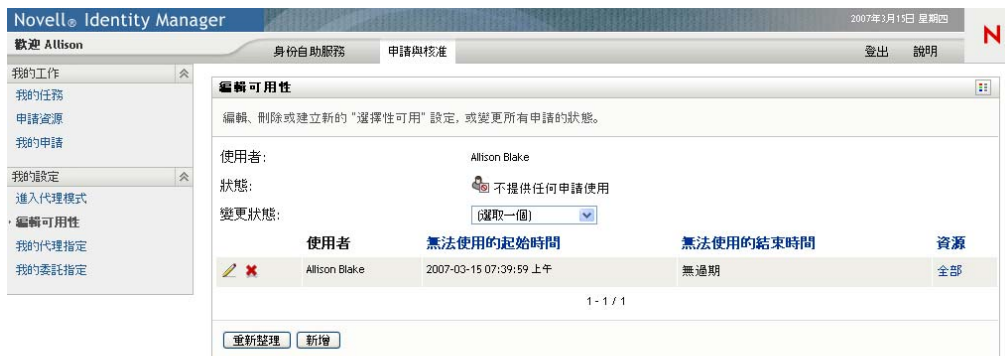 Novell® Identity Manager
2007年3月15日 星期四
歡迎 Allison
身份自助服務
申請與核准
登出
說明
N
我的工作
我的任務
申請資源
我的申請
我的設定
進入代理模式
編輯可用性
我的代理指定
我的委託指定
編輯可用性
編輯、刪除或建立新的 "選擇性可用" 設定, 或變更所有申請的狀態。
使用者: Allison Blake
狀態: 不提供任何申請使用
變更狀態: (選取一個)
使用者 無法使用的起始時間 無法使用的結束時間 資源
Allison Blake 2007-03-15 07:39:59 上午 無過期 全部
1 - 1 / 1
重新整理 新增